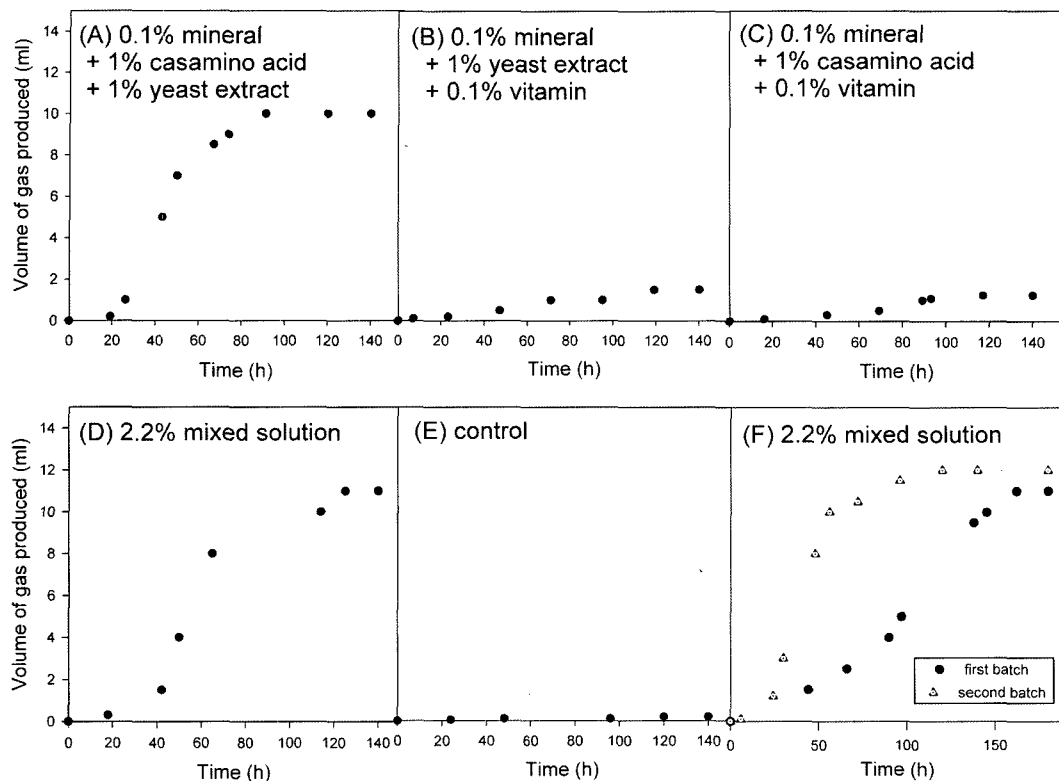 (A) 0.1% mineral
+ 1% casamino acid
+ 1% yeast extract
(B) 0.1% mineral
+ 1% yeast extract
+ 0.1% vitamin
(C) 0.1% mineral
+ 1% casamino acid
+ 0.1% vitamin
Volume of gas produced (ml)
14
12
10
8
6
4
2
0
0 20 40 60 80 100 120 140
0 20 40 60 80 100 120 140
0 20 40 60 80 100 120 140
Time (h)
Time (h)
Time (h)
(D) 2.2% mixed solution
(E) control
(F) 2.2% mixed solution
Volume of gas produced (ml)
14
12
10
8
6
4
2
0
first batch
second batch
0 20 40 60 80 100 120 140
0 20 40 60 80 100 120 140
0 50 100 150
Time (h)
Time (h)
Time (h)